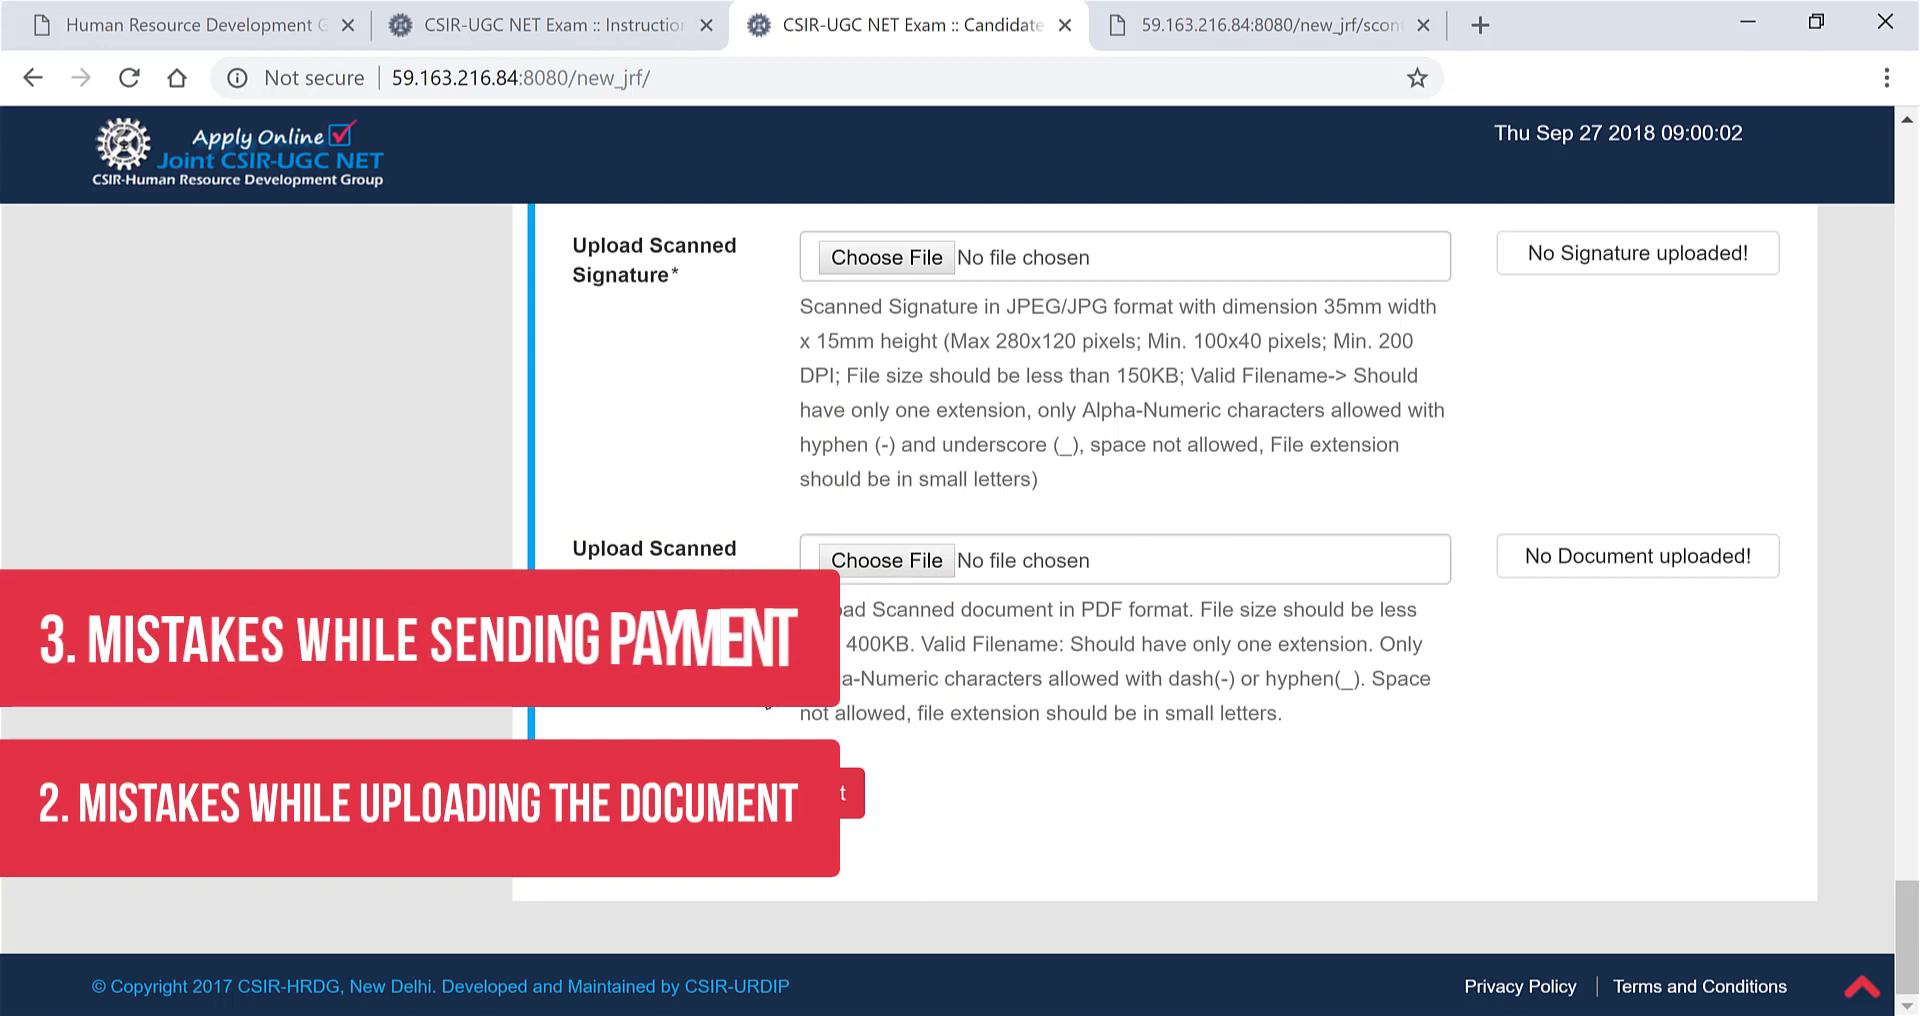 Human Resource Development G
CSIR-UGC NET Exam :: Instruction
CSIR-UGC NET Exam :: Candidate
59.163.216.84:8080/new_jrf/scon
Not secure
59.163.216.84:8080/new_jrf/
Apply Online
Joint CSIR-UGC NET
CSIR-Human Resource Development Group
Thu Sep 27 2018 09:00:02
Upload Scanned
Signature*
Choose File No file chosen
No Signature uploaded!
Scanned Signature in JPEG/JPG format with dimension 35mm width
x 15mm height (Max 280x120 pixels; Min. 100x40 pixels; Min. 200
DPI; File size should be less than 150KB; Valid Filename-> Should
have only one extension, only Alpha-Numeric characters allowed with
hyphen (-) and underscore (_), space not allowed, File extension
should be in small letters)
Upload Scanned
Choose File No file chosen
No Document uploaded!
ad Scanned document in PDF format. File size should be less
400KB. Valid Filename: Should have only one extension. Only
a-Numeric characters allowed with dash(-) or hyphen(_). Space
not allowed, file extension should be in small letters.
3. MISTAKES WHILE SENDING PAYMENT
2. MISTAKES WHILE UPLOADING THE DOCUMENT
t
© Copyright 2017 CSIR-HRDG, New Delhi. Developed and Maintained by CSIR-URDIP
Privacy Policy
Terms and Conditions